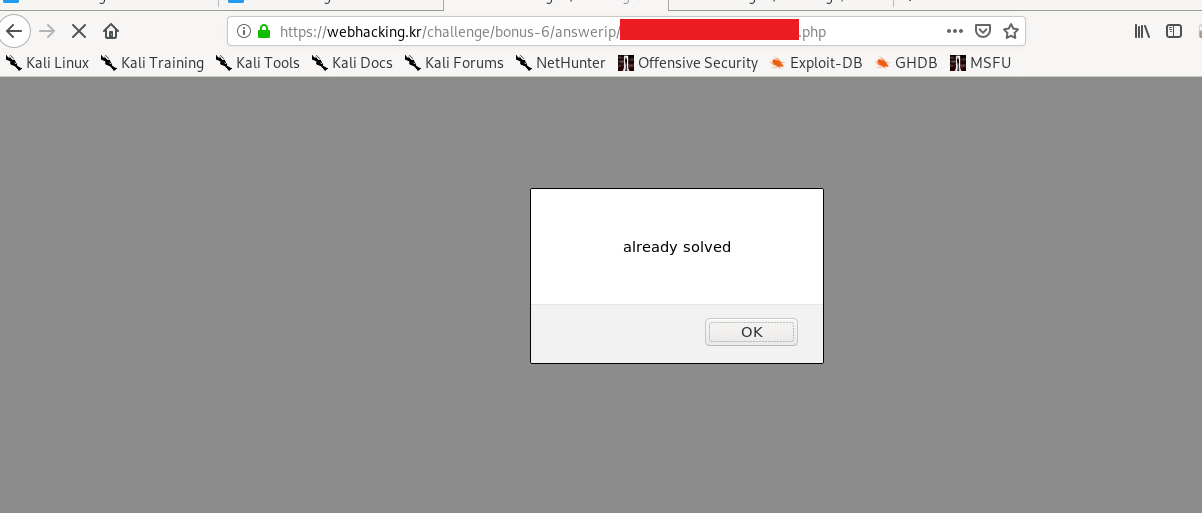 https://webhacking.kr/challenge/bonus-6/answerip/ .php
Kali Linux Kali Training Kali Tools Kali Docs Kali Forums NetHunter Offensive Security Exploit-DB GHDB MSFU
already solved
OK